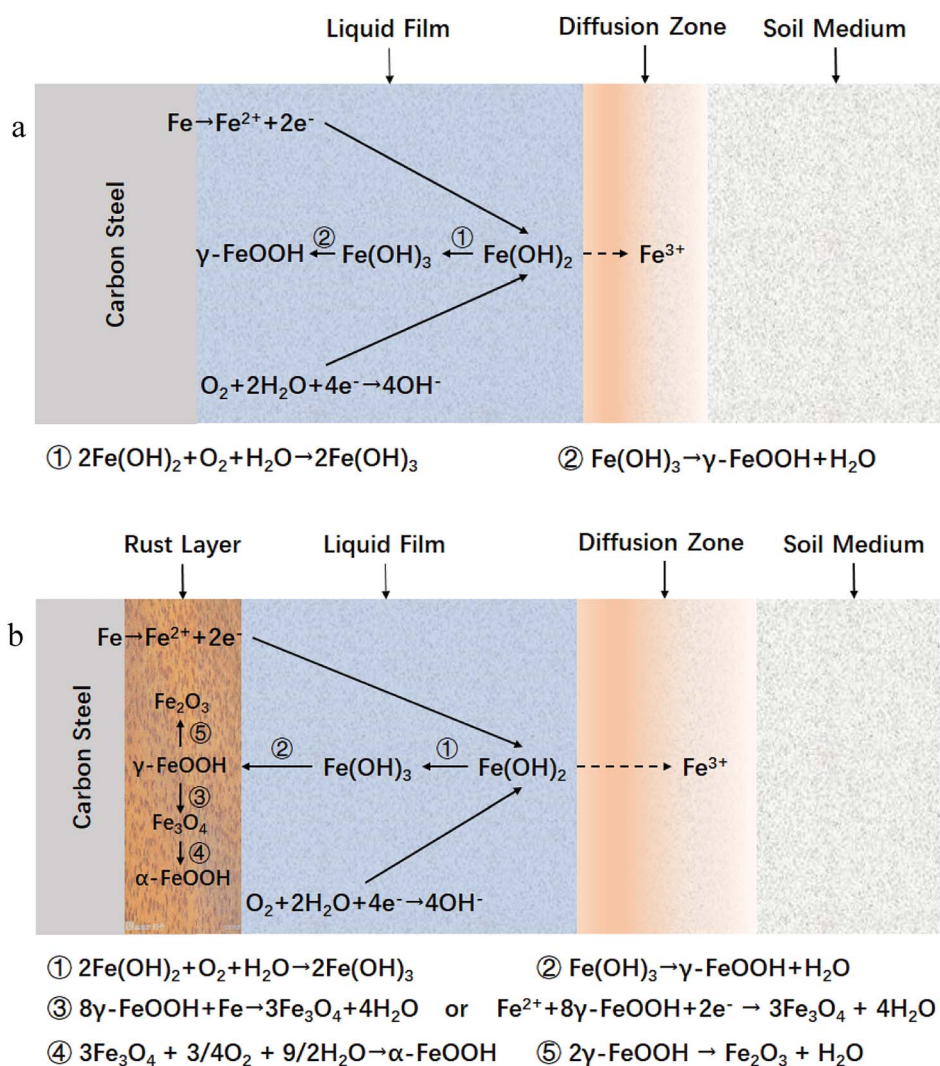 Liquid Film Diffusion Zone Soil Medium
a
Fe→Fe²⁺+2e⁻
Carbon Steel
γ-FeOOH ② Fe(OH)₃ ① Fe(OH)₂ Fe³⁺
O₂+2H₂O+4e⁻→4OH⁻
① 2Fe(OH)₂+O₂+H₂O→2Fe(OH)₃ ② Fe(OH)₃→γ-FeOOH+H₂O
Rust Layer Liquid Film Diffusion Zone Soil Medium
b
Fe→Fe²⁺+2e⁻
Carbon Steel
Fe₂O₃
⑤
γ-FeOOH ② Fe(OH)₃ ① Fe(OH)₂ Fe³⁺
③
Fe₃O₄
④
α-FeOOH
O₂+2H₂O+4e⁻→4OH⁻
① 2Fe(OH)₂+O₂+H₂O→2Fe(OH)₃ ② Fe(OH)₃→γ-FeOOH+H₂O
③ 8γ-FeOOH+Fe→3Fe₃O₄+4H₂O or Fe²⁺+8γ-FeOOH+2e⁻ → 3Fe₃O₄ + 4H₂O
④ 3Fe₃O₄ + 3/4O₂ + 9/2H₂O→α-FeOOH ⑤ 2γ-FeOOH → Fe₂O₃ + H₂O